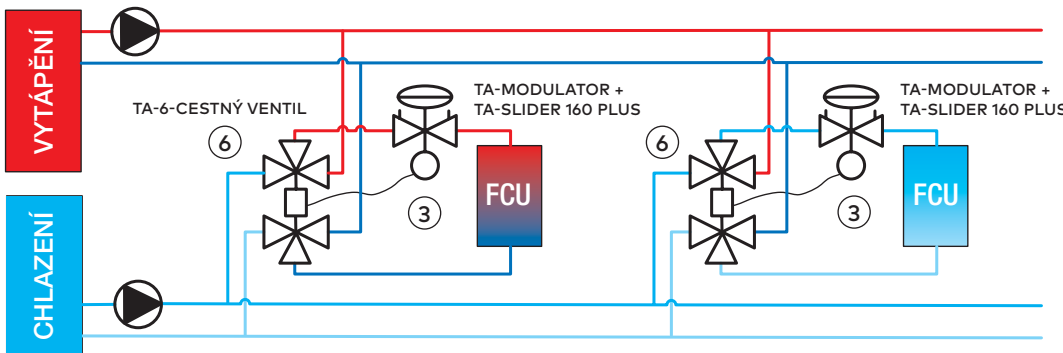 VYTÁPĚNÍ
TA-6-CESTNÝ VENTIL
6
TA-MODULATOR +
TA-SLIDER 160 PLUS
3
FCU
6
TA-MODULATOR +
TA-SLIDER 160 PLUS
3
FCU
CHLAZENÍ